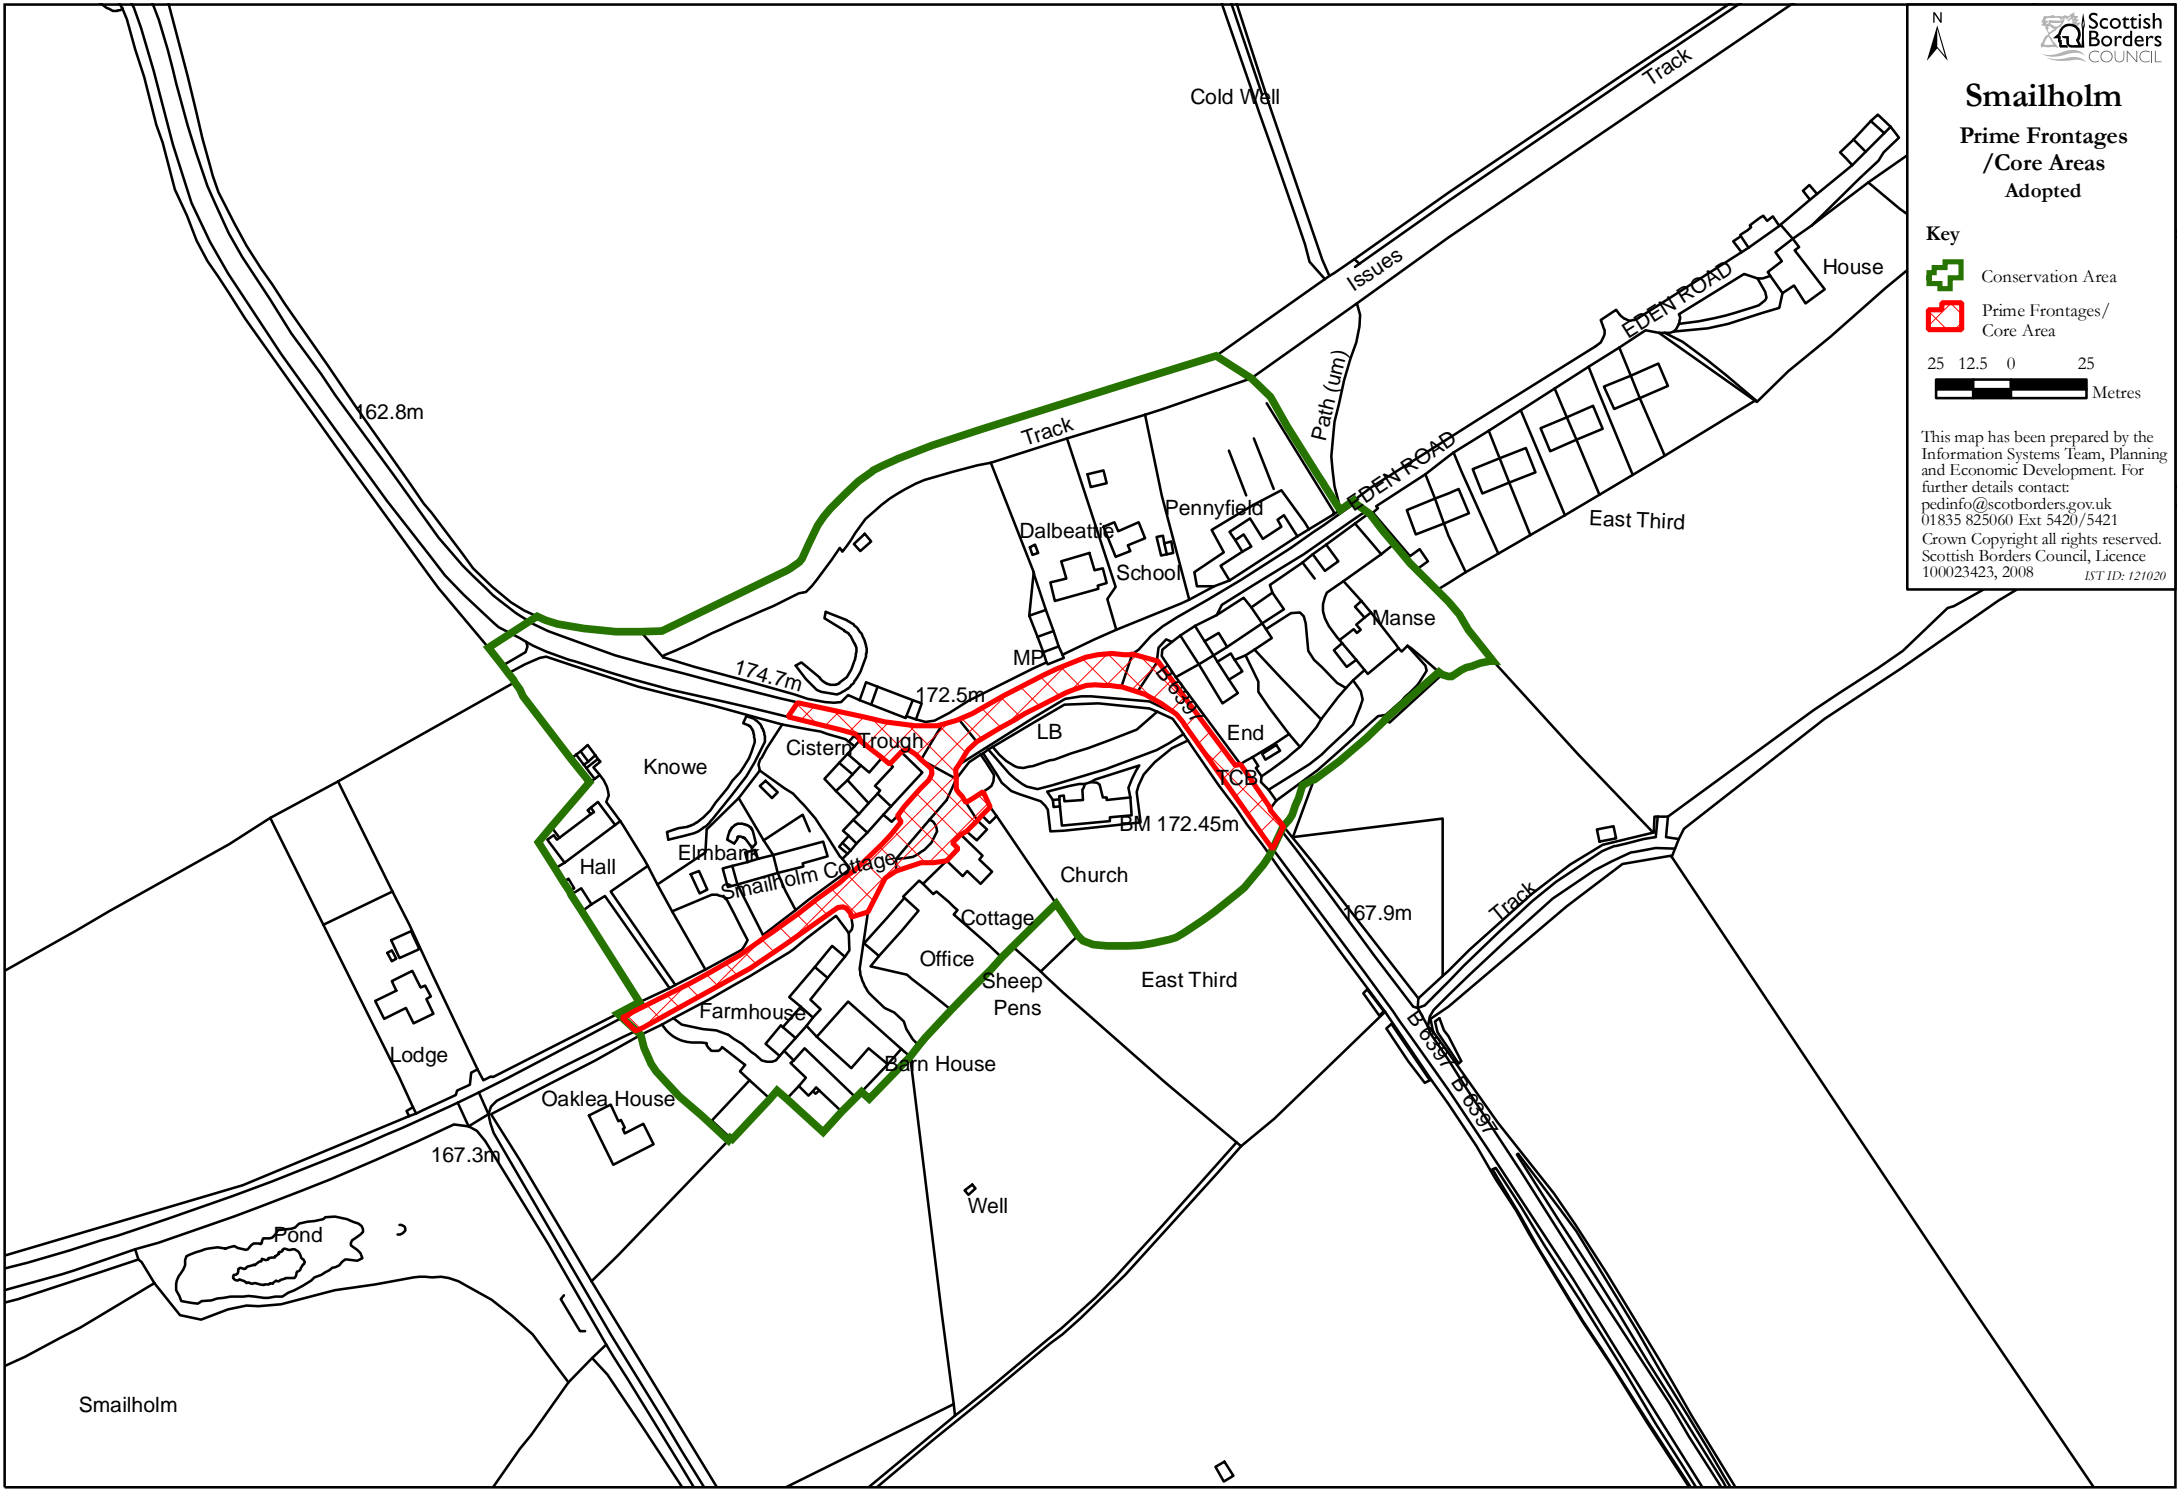 N
Scottish
Borders
COUNCIL
Smailholm
Prime Frontages
/Core Areas
Adopted
Key
Conservation Area
Prime Frontages/
Core Area
25 12.5 0 25
Metres
This map has been prepared by the
Information Systems Team, Planning
and Economic Development. For
further details contact:
pedinfo@scotborders.gov.uk
01835 825060 Ext 5420/5421
Crown Copyright all rights reserved.
Scottish Borders Council, Licence
100023423, 2008
IST ID: 121020
Cold Well
Track
Issues
House
EDEN ROAD
Path (um)
162.8m
Track
EDEN ROAD
Pennyfield
East Third
Dalbeattie
School
Manse
MP
174.7m
172.5m
B 6397
LB
End
Cistern
Trough
Knowe
TCB
BM 172.45m
Elmbank
Hall
Smailholm Cottage
Church
Track
167.9m
Cottage
Office
Sheep
Pens
East Third
Farmhouse
B 6397
Lodge
Barn House
B 6397
Oaklea House
167.3m
Well
Pond
Smailholm